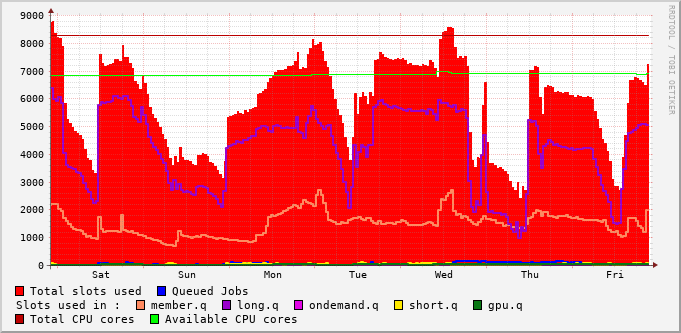 RRDTOOL / TOBI OETIKER
9000
8000
7000
6000
5000
4000
3000
2000
1000
0
Sat Sun Mon Tue Wed Thu Fri
Total slots used Queued Jobs
Slots used in : member.q long.q ondemand.q short.q gpu.q
Total CPU cores Available CPU cores